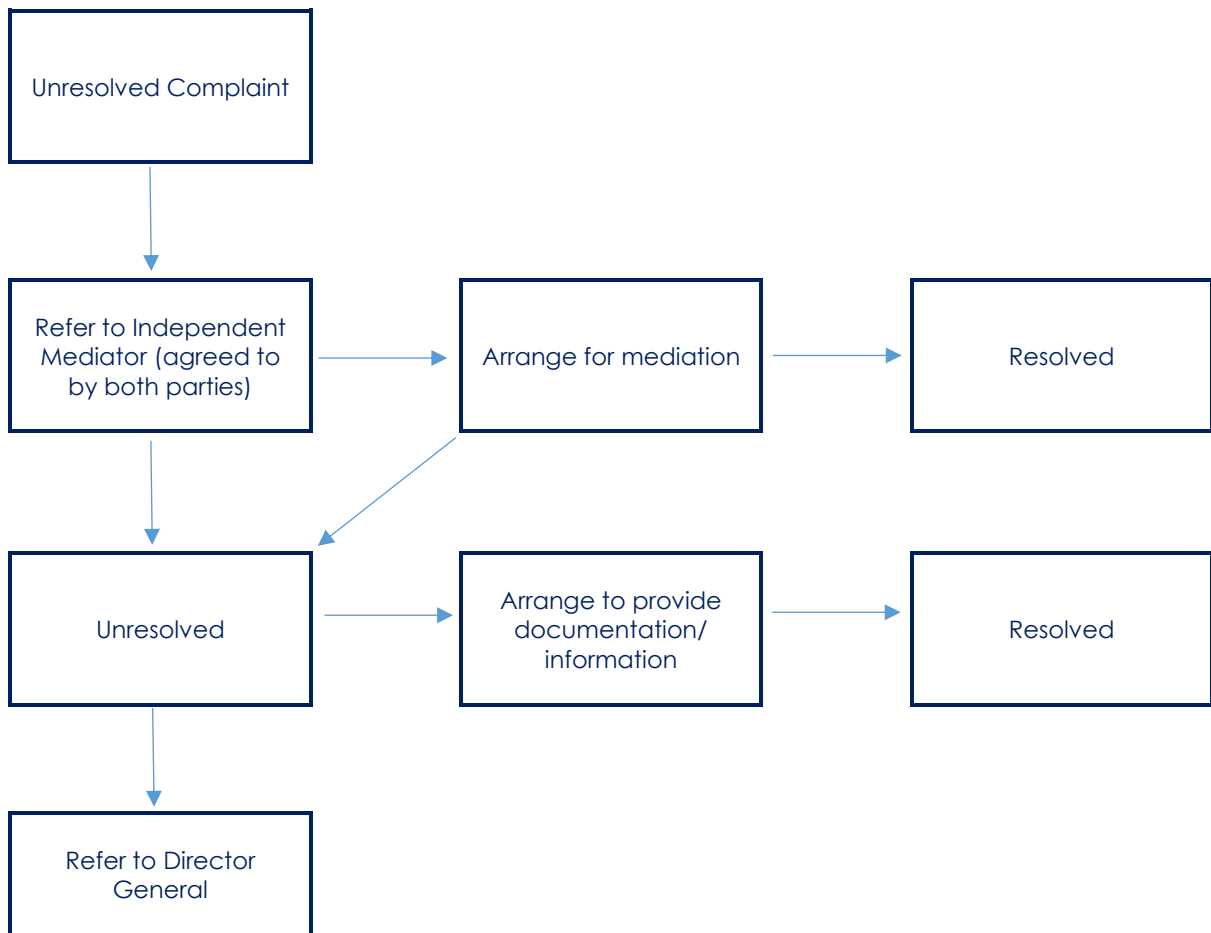 Unresolved Complaint
Refer to Independent
Mediator (agreed to
by both parties)
Arrange for mediation
Resolved
Unresolved
Arrange to provide
documentation/
information
Resolved
Refer to Director
General